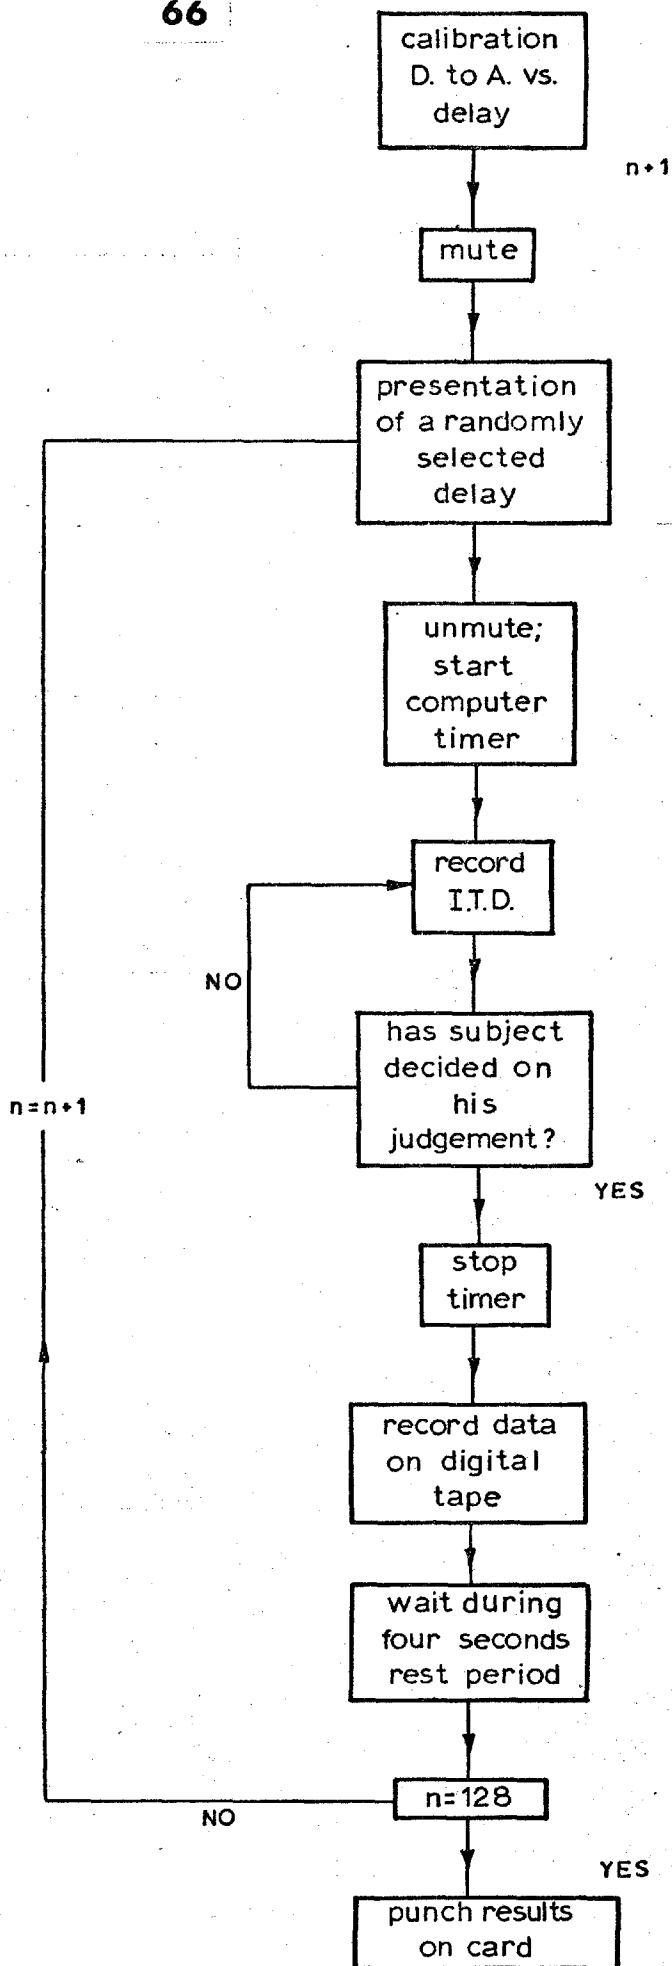 66
calibration
D. to A. vs.
delay
n+1
mute
presentation
of a randomly
selected
delay
unmute;
start
computer
timer
record
I.T.D.
NO
has subject
decided on
his
judgement?
n=n+1
YES
stop
timer
record data
on digital
tape
wait during
four seconds
rest period
n=128
NO
YES
punch results
on card